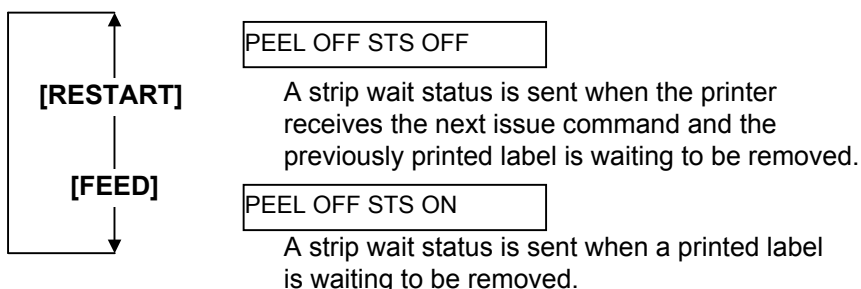 PEEL OFF STS OFF
[RESTART]
A strip wait status is sent when the printer
receives the next issue command and the
previously printed label is waiting to be removed.
[FEED]
PEEL OFF STS ON
A strip wait status is sent when a printed label
is waiting to be removed.